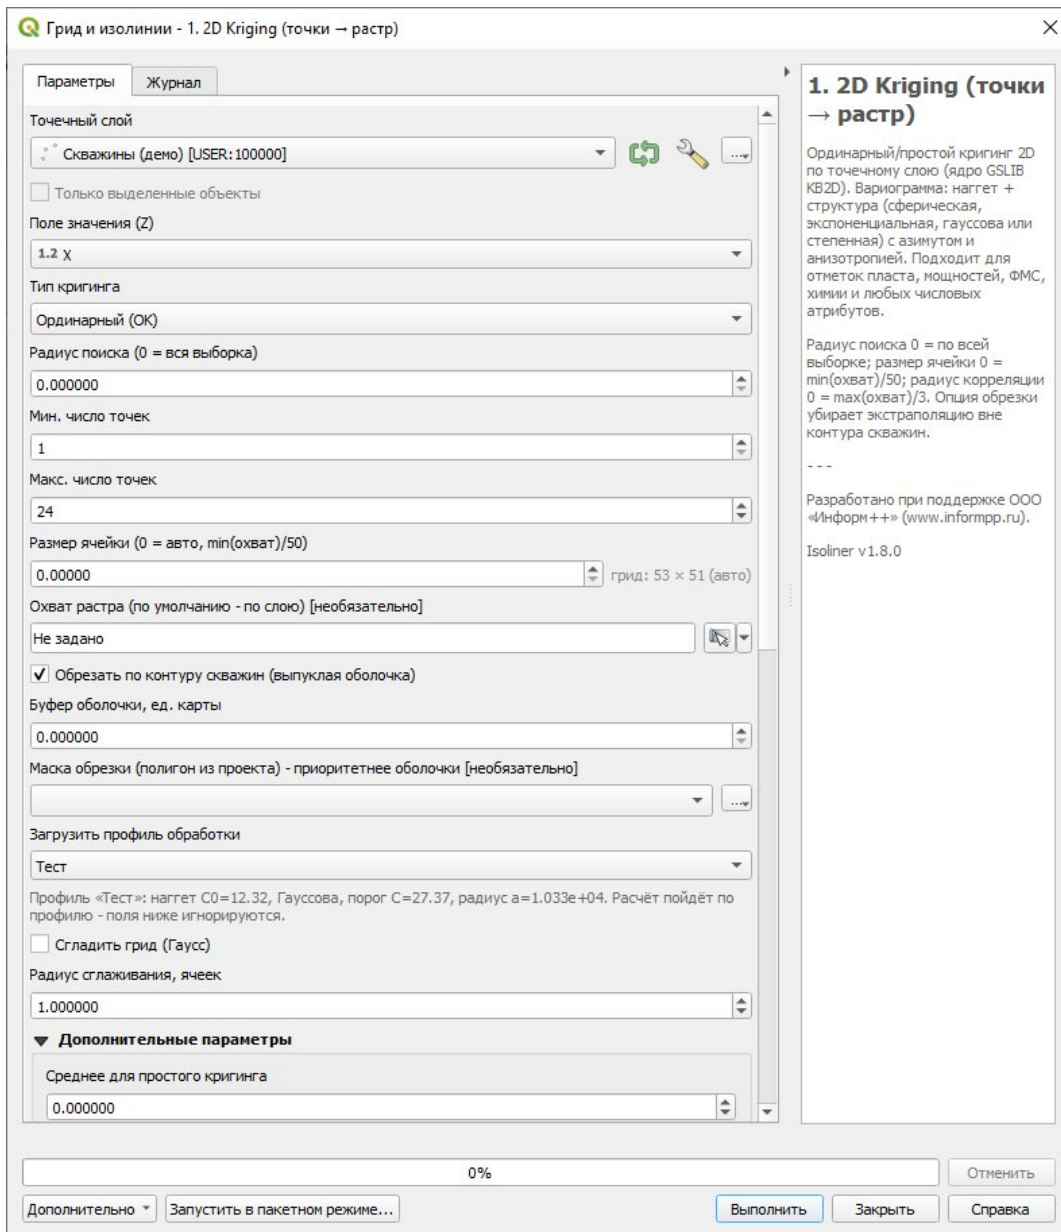 Грид и изолинии - 1. 2D Kriging (точки → растр)
Параметры
Журнал
Точечный слой
Скважины (демо) [USER:100000]
...
Только выделенные объекты
Поле значения (Z)
1.2 X
Тип кригинга
Ординарный (ОК)
Радиус поиска (0 = вся выборка)
0.000000
Мин. число точек
1
Макс. число точек
24
Размер ячейки (0 = авто, min(охват)/50)
0.00000
грид: 53 × 51 (авто)
Охват растра (по умолчанию - по слою) [необязательно]
Не задано
Обрезать по контуру скважин (выпуклая оболочка)
Буфер оболочки, ед. карты
0.000000
Маска обрезки (полигон из проекта) - приоритетнее оболочки [необязательно]
...
Загрузить профиль обработки
Тест
Профиль «Тест»: наггет C0=12.32, Гауссова, порог C=27.37, радиус a=1.033e+04. Расчёт пойдёт по
профилю - поля ниже игнорируются.
Сгладить грид (Гаусс)
Радиус сглаживания, ячеек
1.000000
Дополнительные параметры
Среднее для простого кригинга
0.000000
1. 2D Kriging (точки
→ растр)
Ординарный/простой кригинг 2D
по точечному слою (ядро GSLIB
KB2D). Вариограмма: наггет +
структура (сферическая,
экспоненциальная, гауссова или
степенная) с азимутом и
анизотропией. Подходит для
отметок пласта, мощностей, ФМС,
химии и любых числовых
атрибутов.
Радиус поиска 0 = по всей
выборке; размер ячейки 0 =
min(охват)/50; радиус корреляции
0 = max(охват)/3. Опция обрезки
убирает экстраполяцию вне
контура скважин.
- - -
Разработано при поддержке ООО
«Информ++» (www.informpp.ru).
Isoliner v1.8.0
0%
Отменить
Дополнительно
Запустить в пакетном режиме...
Выполнить
Закрыть
Справка